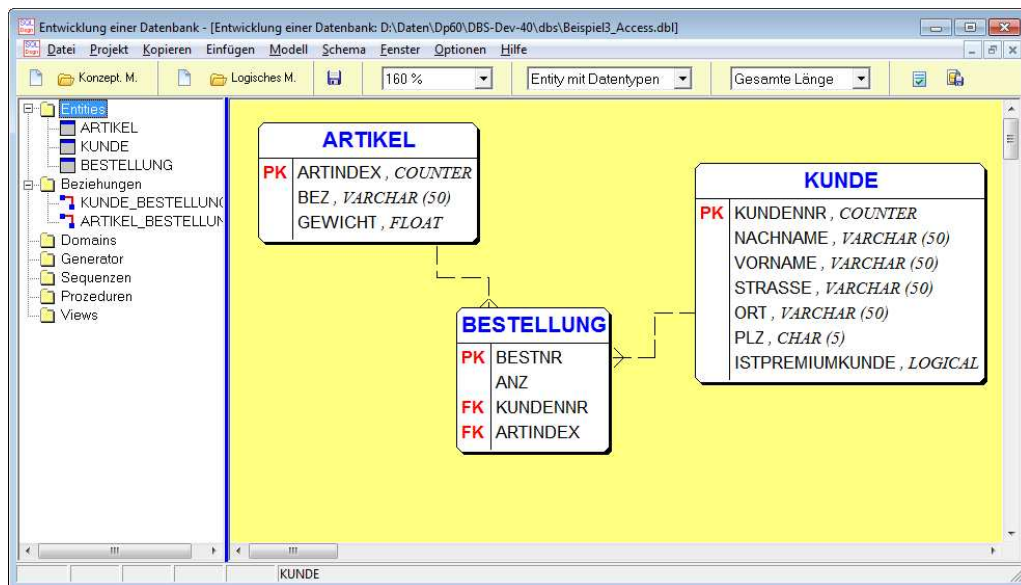 Entwicklung einer Datenbank - [Entwicklung einer Datenbank: D:\Daten\Dp60\DBS-Dev-40\dbs\Beispiel3_Access.dbl]
Datei Projekt Kopieren Einfügen Modell Schema Fenster Optionen Hilfe
Konzept. M. Logisches M. 160 % Entity mit Datentypen Gesamte Länge
Entities
ARTIKEL
KUNDE
BESTELLUNG
Beziehungen
KUNDE_BESTELLUNG
ARTIKEL_BESTELLUN
Domains
Generator
Sequenzen
Prozeduren
Views
ARTIKEL
PK ARTINDEX , COUNTER
BEZ , VARCHAR (50)
GEWICHT , FLOAT
KUNDE
PK KUNDENNR , COUNTER
NACHNAME , VARCHAR (50)
VORNAME , VARCHAR (50)
STRASSE , VARCHAR (50)
ORT , VARCHAR (50)
PLZ , CHAR (5)
ISTPREMIUMKUNDE , LOGICAL
BESTELLUNG
PK BESTNR
ANZ
FK KUNDENNR
FK ARTINDEX
KUNDE